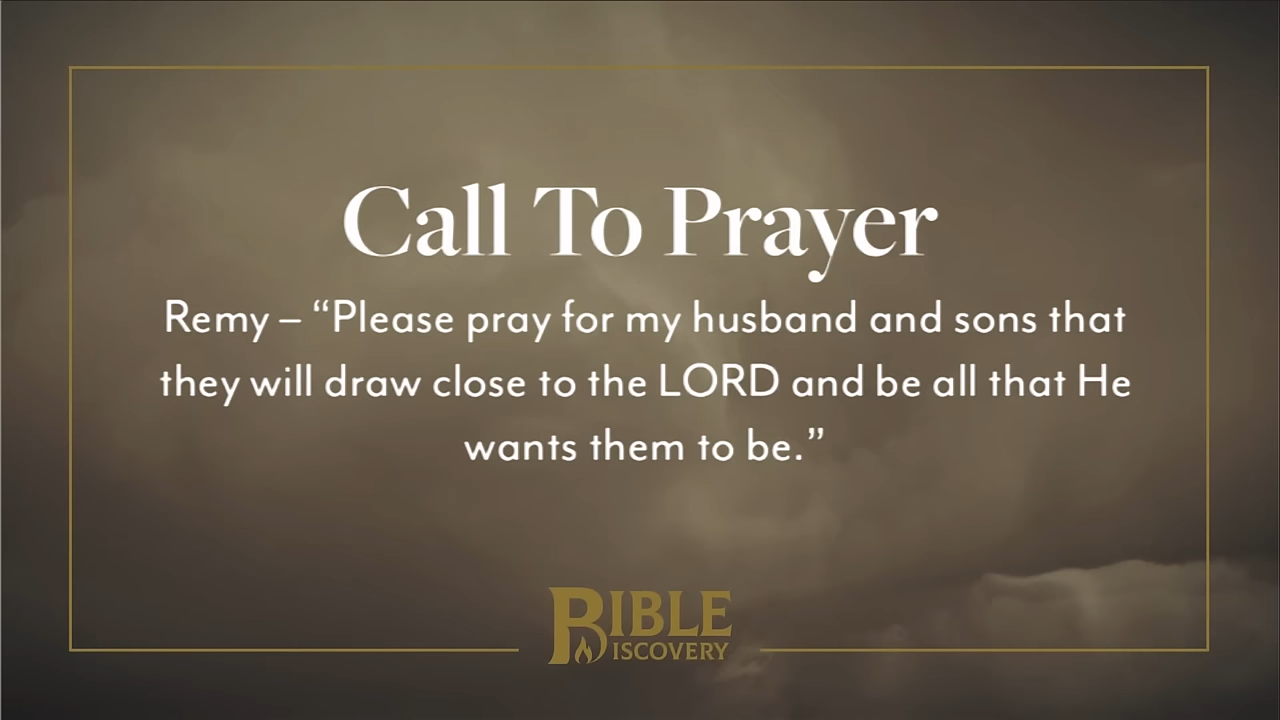 Call To Prayer
Remy – “Please pray for my husband and sons that
they will draw close to the LORD and be all that He
wants them to be.”
BIBLE
DISCOVERY